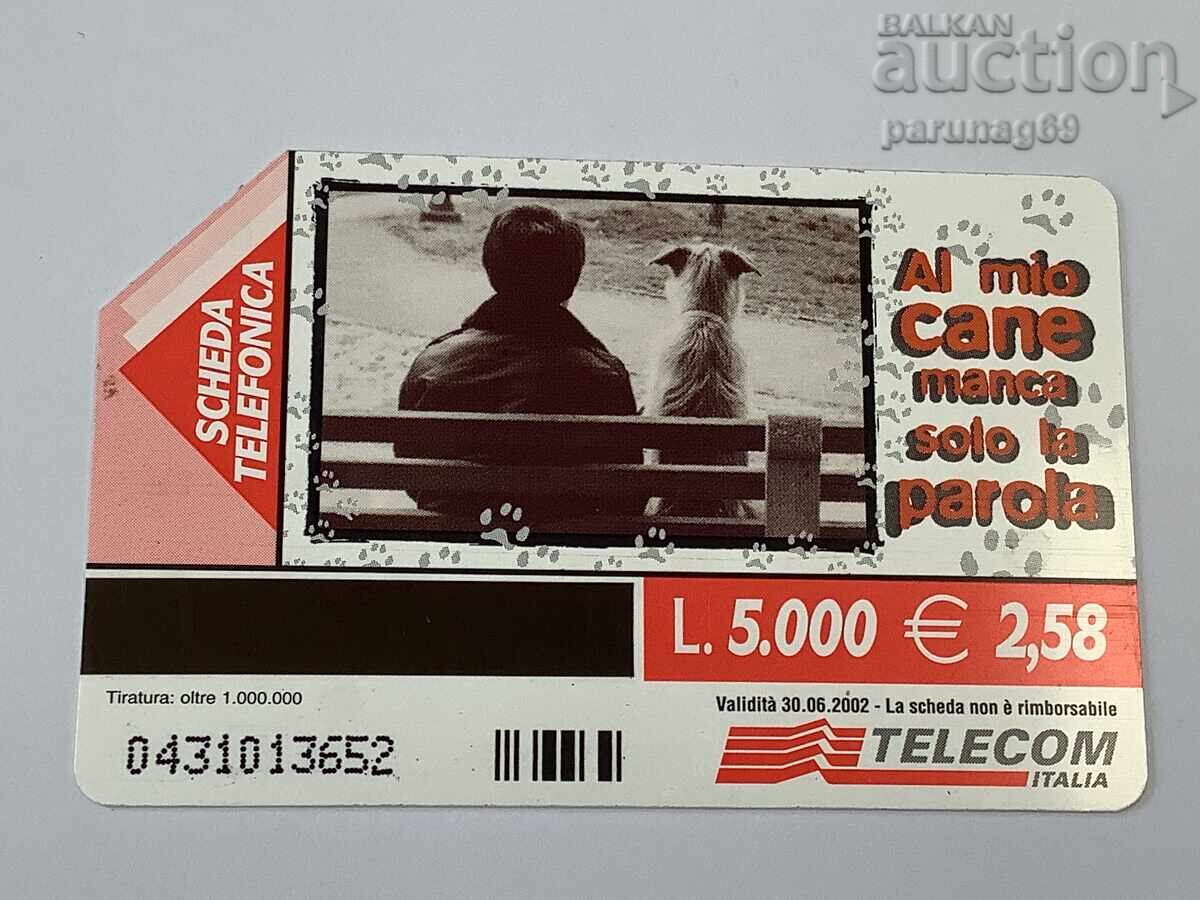 BALKAN
auction
parunag69
SCHEDA
TELEFONICA
Al mio
cane
manca
solo la
parola
L. 5.000 € 2,58
Tiratura: oltre 1.000.000
Validità 30.06.2002 - La scheda non è rimborsabile
0431013652
TELECOM
ITALIA